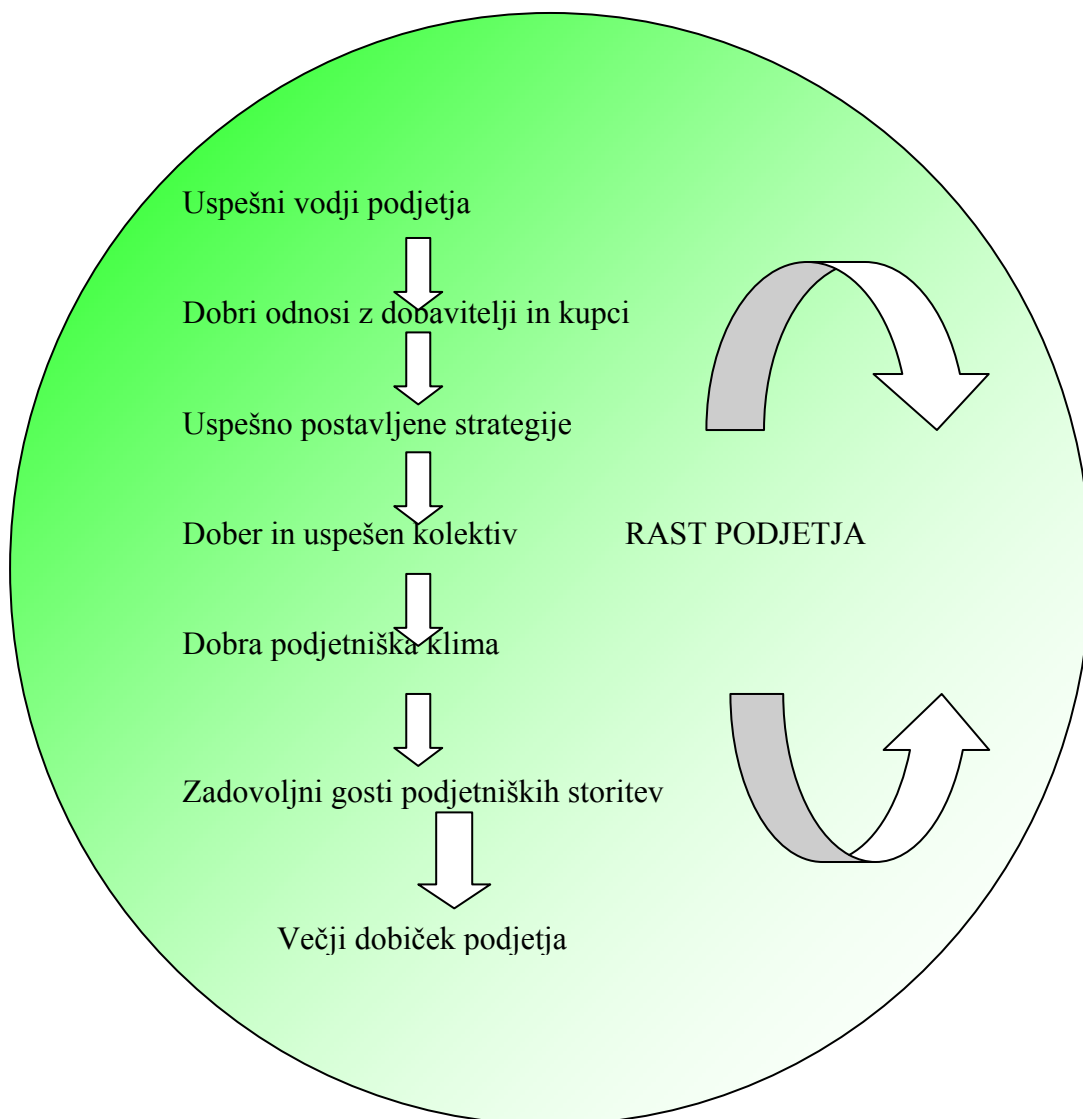 Uspešni vodji podjetja
Dobri odnosi z dobavitelji in kupci
Uspešno postavljene strategije
Dober in uspešen kolektiv
RAST PODJETJA
Dobra podjetniška klima
Zadovoljni gosti podjetniških storitev
Večji dobiček podjetja